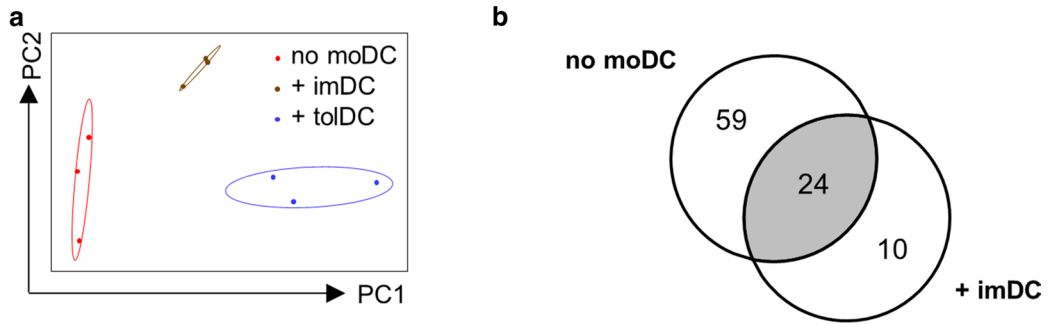 a
PC2
no moDC
+ imDC
+ tolDC
PC1
b
no moDC
59
24
10
+ imDC